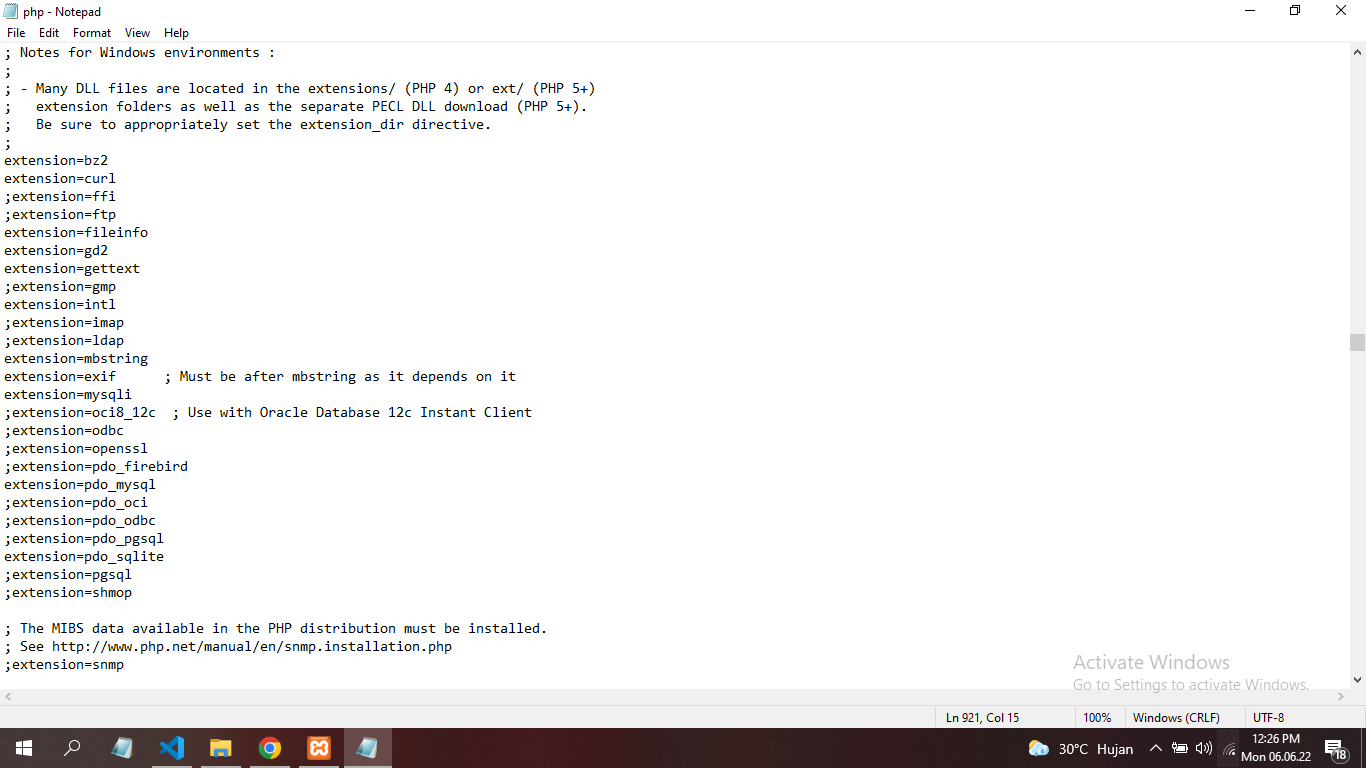 php - Notepad
File Edit Format View Help
; Notes for Windows environments :
;
; - Many DLL files are located in the extensions/ (PHP 4) or ext/ (PHP 5+)
;   extension folders as well as the separate PECL DLL download (PHP 5+).
;   Be sure to appropriately set the extension_dir directive.
;
extension=bz2
extension=curl
;extension=ffi
;extension=ftp
extension=fileinfo
extension=gd2
extension=gettext
;extension=gmp
extension=intl
;extension=imap
;extension=ldap
extension=mbstring
extension=exif      ; Must be after mbstring as it depends on it
extension=mysqli
;extension=oci8_12c  ; Use with Oracle Database 12c Instant Client
;extension=odbc
;extension=openssl
;extension=pdo_firebird
extension=pdo_mysql
;extension=pdo_oci
;extension=pdo_odbc
;extension=pdo_pgsql
extension=pdo_sqlite
;extension=pgsql
;extension=shmop
; The MIBS data available in the PHP distribution must be installed.
; See http://www.php.net/manual/en/snmp.installation.php
;extension=snmp
Activate Windows
Go to Settings to activate Windows.
Ln 921, Col 15 100% Windows (CRLF) UTF-8
30°C Hujan
12:26 PM
Mon 06.06.22
18